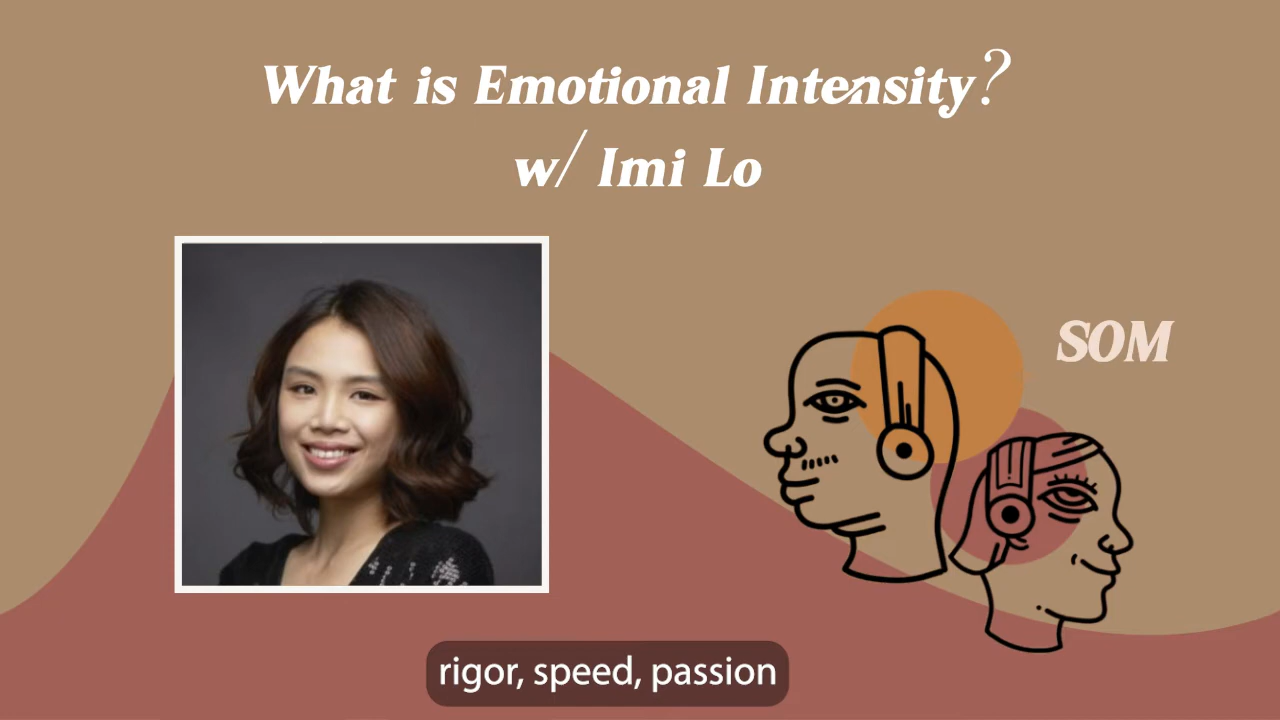 What is Emotional Intensity?
w/ Imi Lo
SOM
rigor, speed, passion